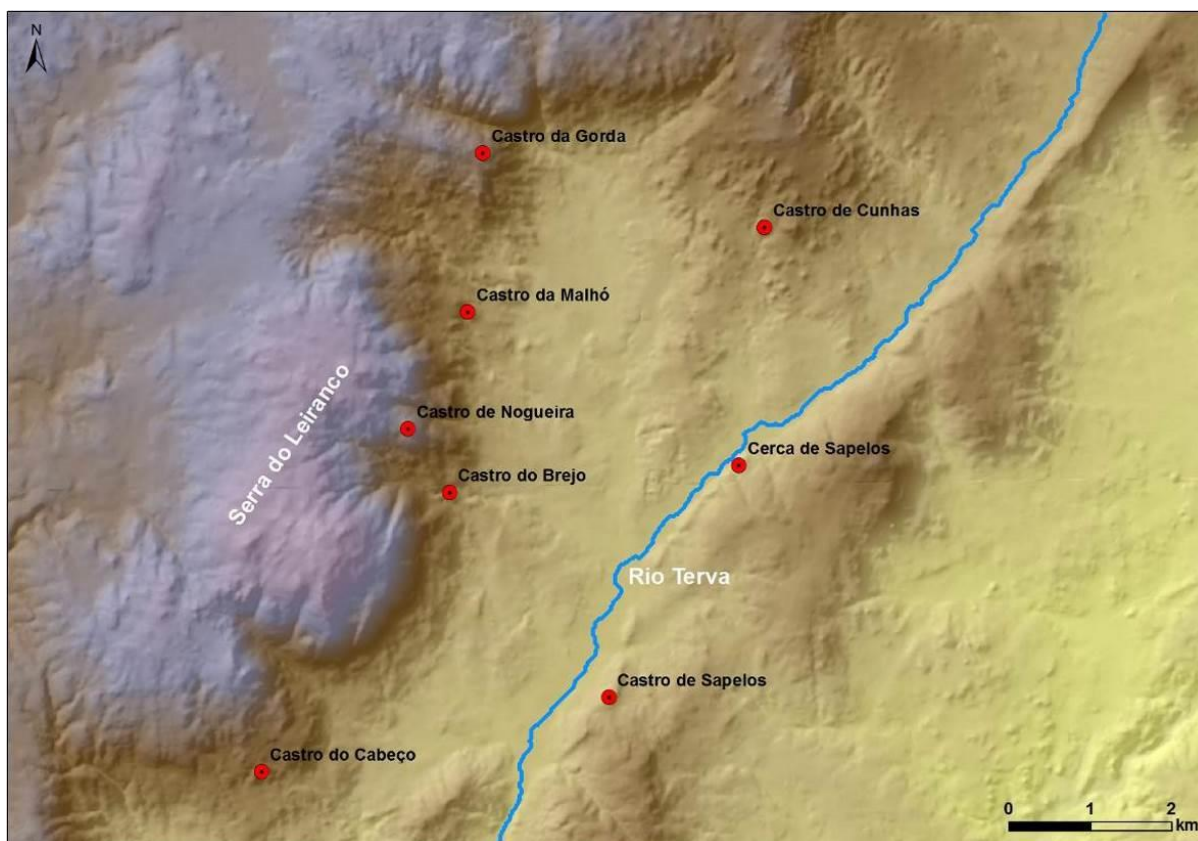 N
Castro da Gorda
Castro de Cunhas
Castro da Malhó
Serra do Leiranco
Castro de Nogueira
Cerca de Sapelos
Castro do Brejo
Rio Terva
Castro de Sapelos
Castro do Cabeço
0 1 2
km